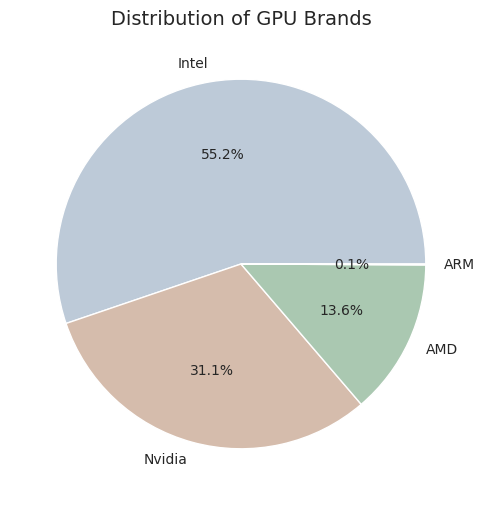 Distribution of GPU Brands
Intel
55.2%
0.1%
ARM
13.6%
AMD
31.1%
Nvidia